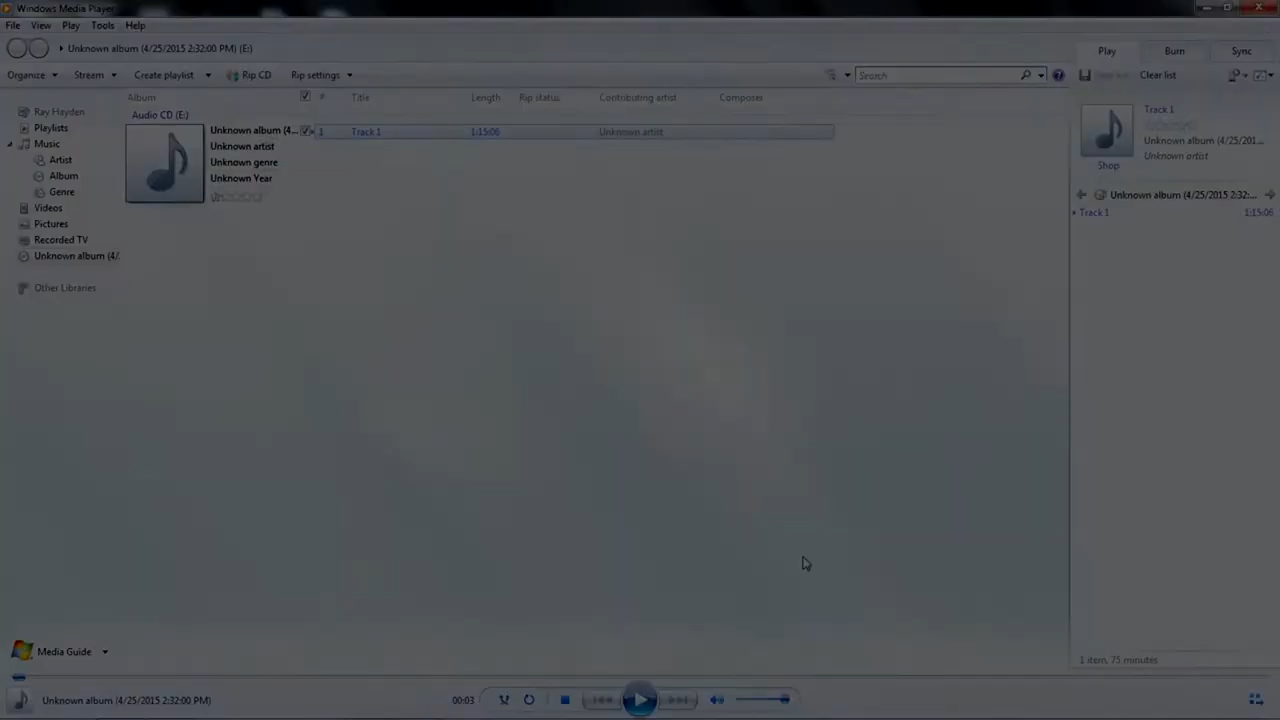 Windows Media Player
File View Play Tools Help
Unknown album (4/25/2015 2:32:00 PM) (E:)
Play Burn Sync
Organize Stream Create playlist Rip CD Rip settings
Search
Clear list
Album # Title Length Rip status Contributing artist Composer
Audio CD (E:)
Unknown album (4... 1 Track 1 1:15:06 Unknown artist
Unknown artist
Unknown genre
Unknown Year
Ray Hayden
Playlists
Music
Artist
Album
Genre
Videos
Pictures
Recorded TV
Unknown album (4/
Other Libraries
Track 1
Unknown album (4/25/201...
Unknown artist
Shop
Unknown album (4/25/2015 2:32:...
Track 1 1:15:06
Media Guide
1 item, 75 minutes
Unknown album (4/25/2015 2:32:00 PM)
00:03